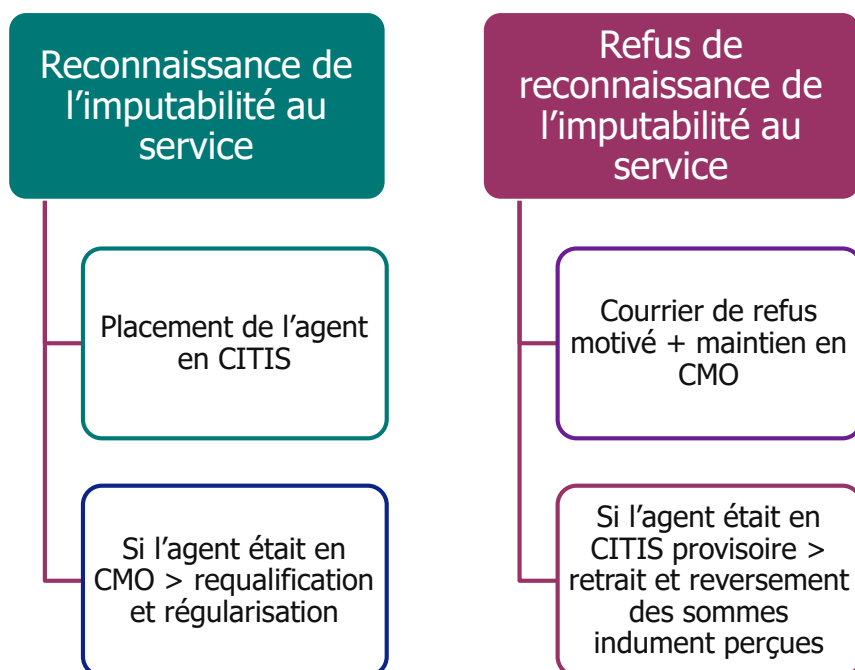 Reconnaissance de
l’imputabilité au
service
Placement de l’agent
en CITIS
Si l’agent était en
CMO > requalification
et régularisation
Refus de
reconnaissance de
l’imputabilité au
service
Courrier de refus
motivé + maintien en
CMO
Si l’agent était en
CITIS provisoire >
retrait et reversement
des sommes
indument perçues